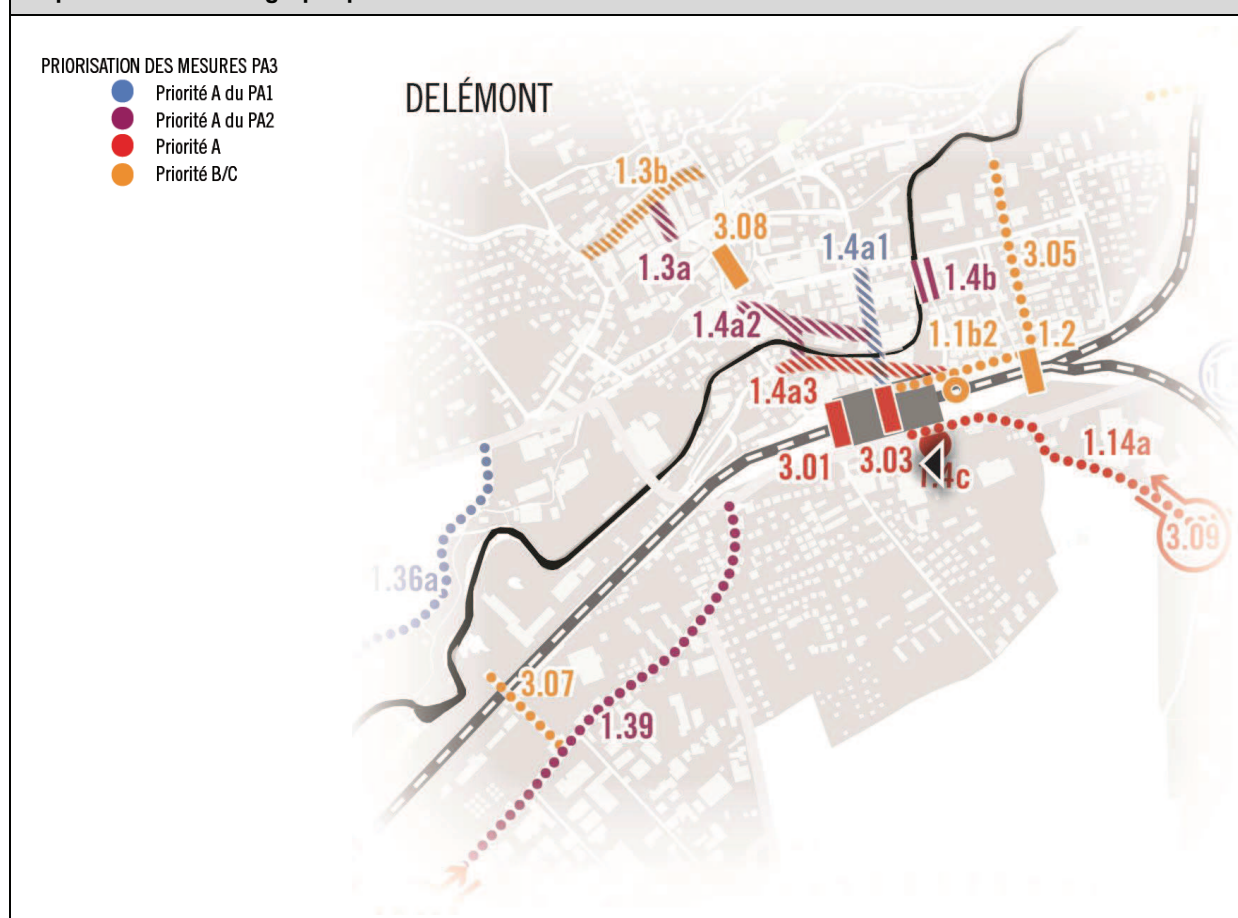 PRIORISATION DES MESURES PA3
Priorité A du PA1
Priorité A du PA2
Priorité A
Priorité B/C
DELÉMONT
1.3b
3.08
1.3a
1.4a1
3.05
1.4b
1.4a2
1.1b2
1.2
1.4a3
3.01
3.03
1.4c
1.14a
3.09
1.36a
3.07
1.39